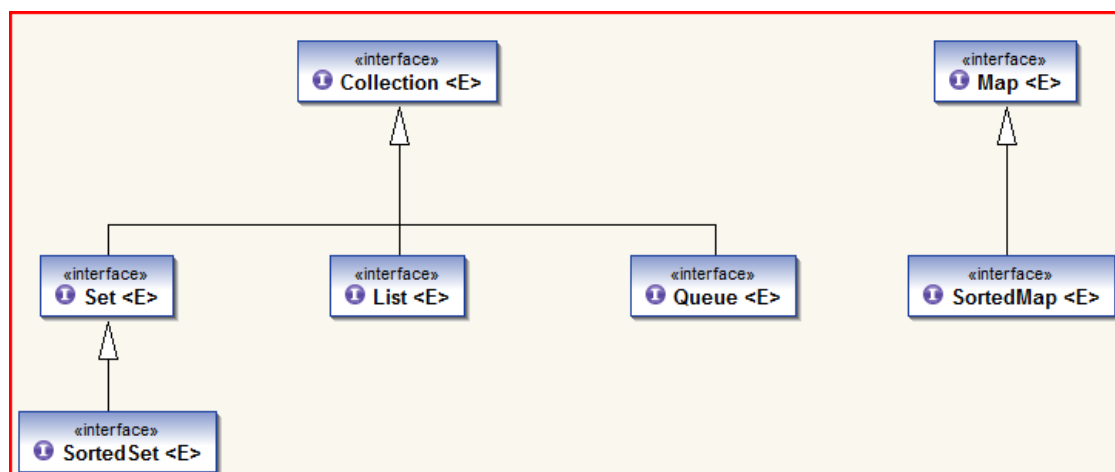 «interface»
Collection <E>
«interface»
Map <E>
«interface»
Set <E>
«interface»
List <E>
«interface»
Queue <E>
«interface»
SortedMap <E>
«interface»
SortedSet <E>